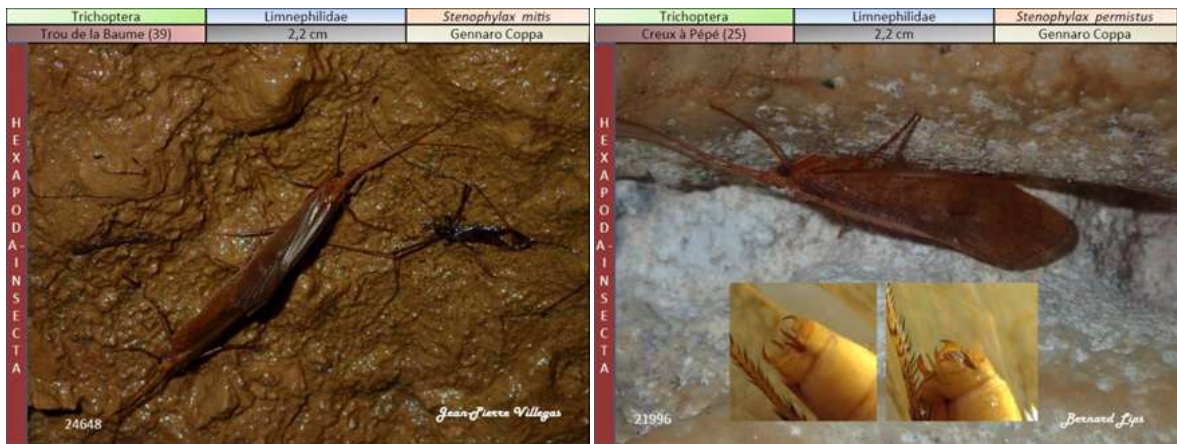 Trichoptera Limnephilidae Stenophylax mitis
Trou de la Baume (39) 2,2 cm Gennaro Coppa
HEXAPODA-INSECTA
24648
Jean-Pierre Villegas
Trichoptera Limnephilidae Stenophylax permistus
Creux à Pépé (25) 2,2 cm Gennaro Coppa
HEXAPODA-INSECTA
21996
Bernard Lips